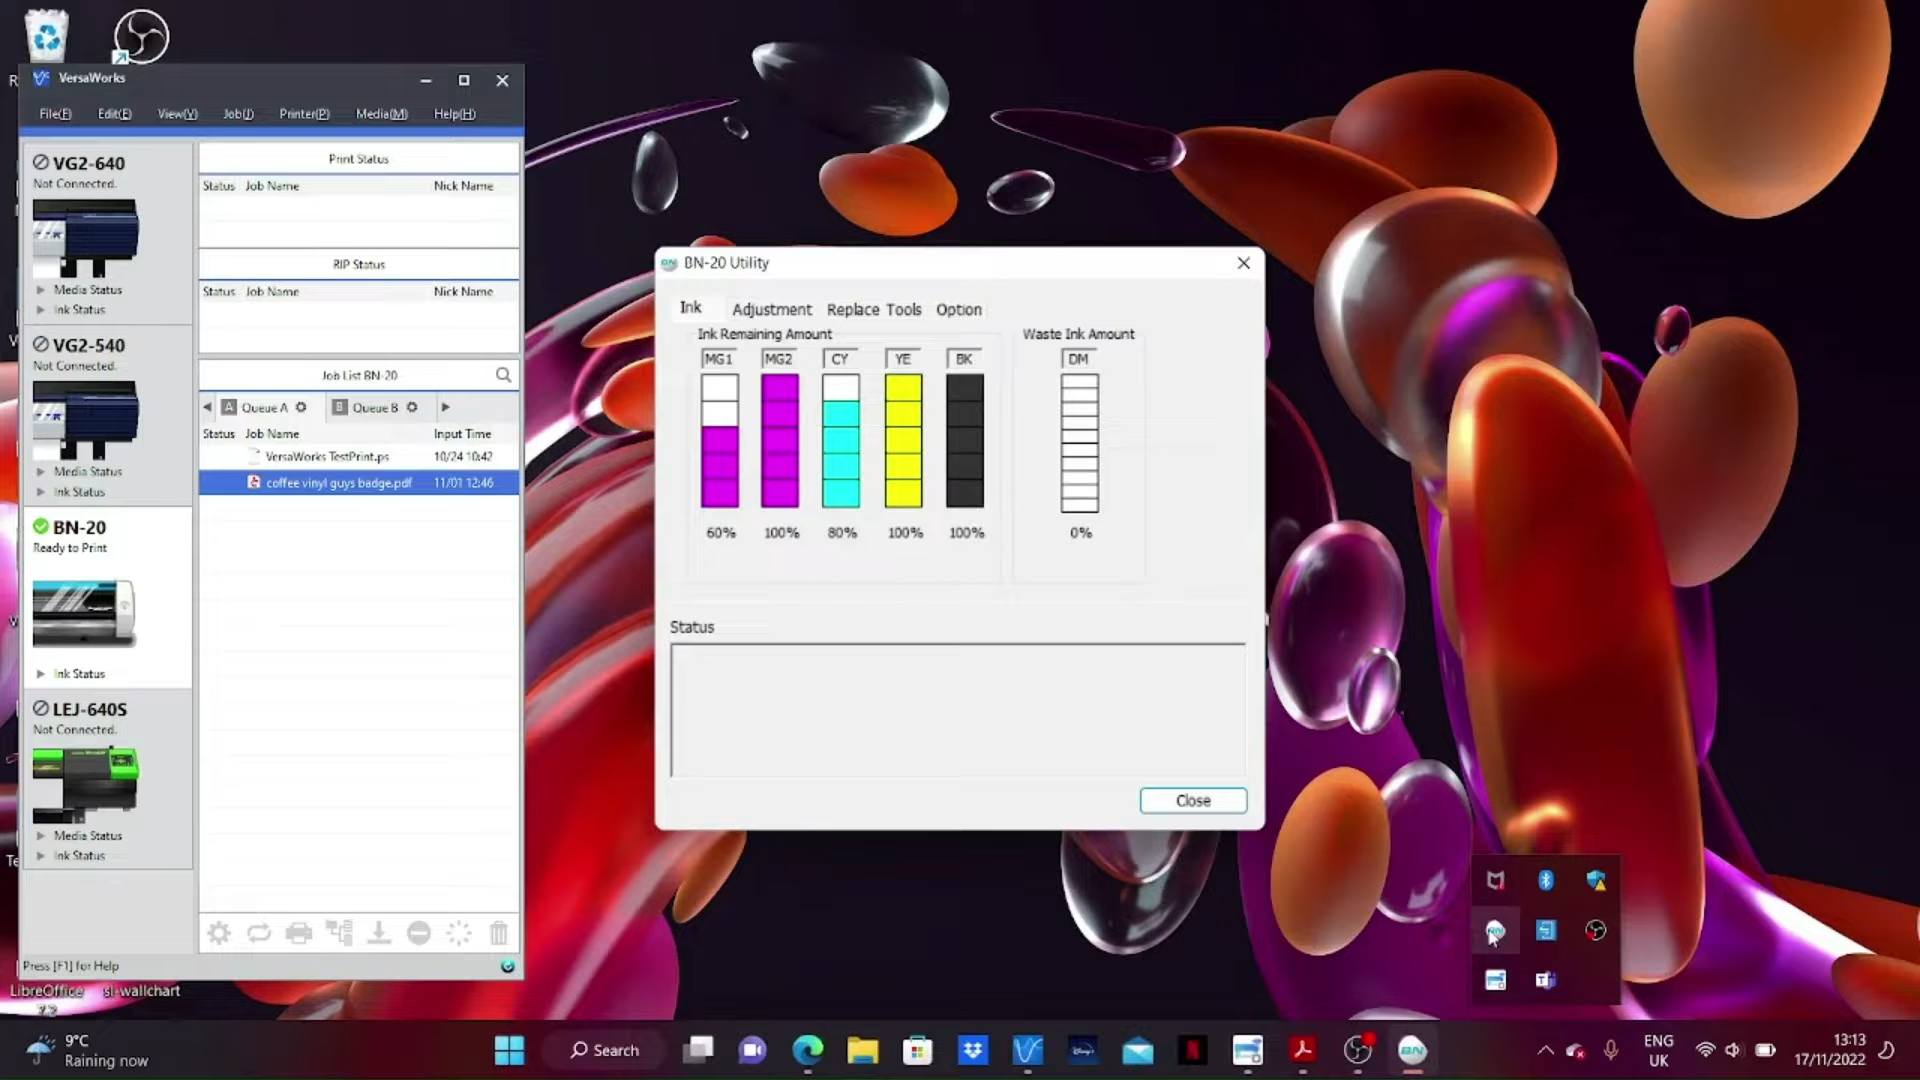 VersaWorks
File(F) Edit(E) View(V) Job(J) Printer(P) Media(M) Help(H)
VG2-640
Not Connected.
Media Status
Ink Status
VG2-540
Not Connected.
Media Status
Ink Status
BN-20
Ready to Print
Ink Status
LEJ-640S
Not Connected.
Media Status
Ink Status
Print Status
Status Job Name Nick Name
RIP Status
Status Job Name Nick Name
Job List BN-20
A Queue A B Queue B
Status Job Name Input Time
VersaWorks TestPrint.ps 10/24 10:42
coffee vinyl guys badge.pdf 11/01 12:46
Press [F1] for Help
LibreOffice sl-wallchart
7.2
BN-20 Utility
Ink Adjustment Replace Tools Option
Ink Remaining Amount Waste Ink Amount
MG1 MG2 CY YE BK DM
60% 100% 80% 100% 100% 0%
Status
Close
9°C
Raining now
Search
Disney+
BN
ENG
UK
13:13
17/11/2022